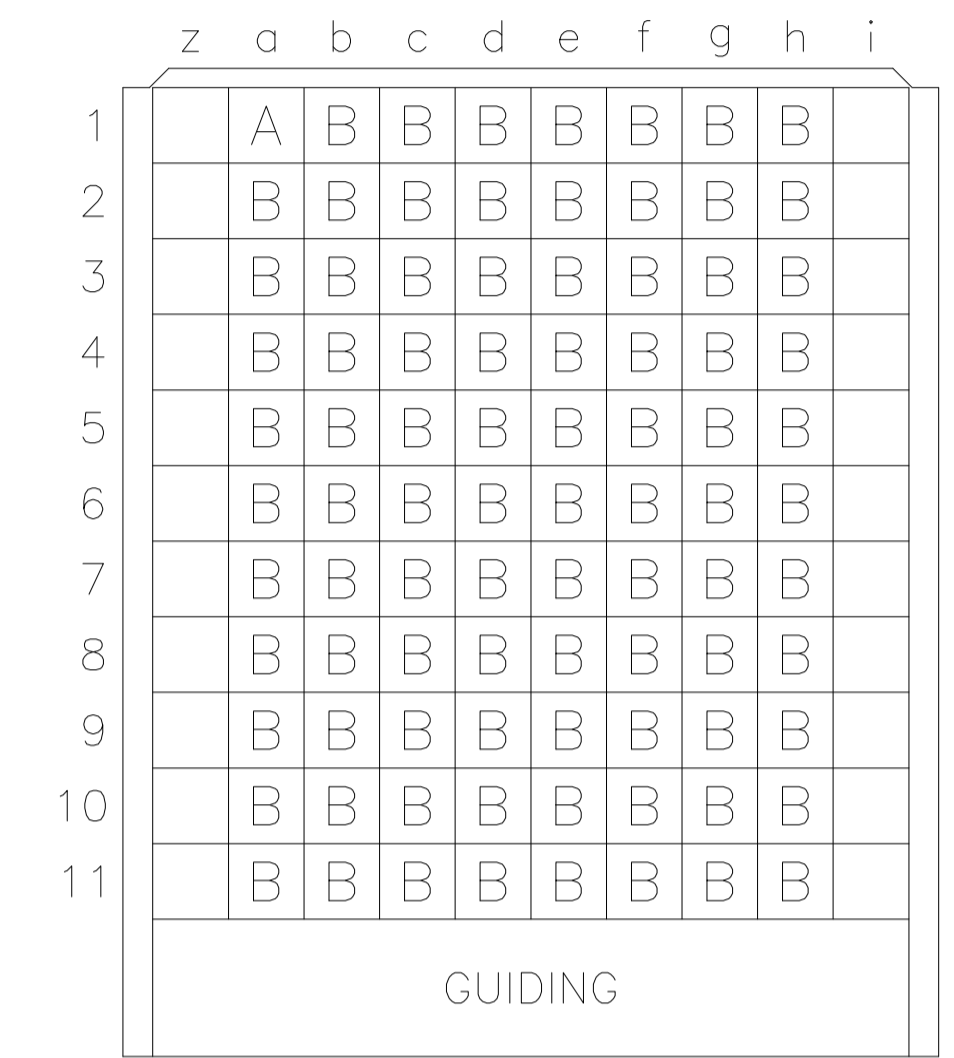 z a b c d e f g h i
1 A B B B B B B B
2 B B B B B B B B
3 B B B B B B B B
4 B B B B B B B B
5 B B B B B B B B
6 B B B B B B B B
7 B B B B B B B B
8 B B B B B B B B
9 B B B B B B B B
10 B B B B B B B B
11 B B B B B B B B
GUIDING